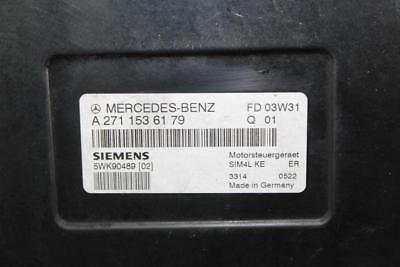 MERCEDES-BENZ FD 03W31
A 271 153 61 79 Q 01
SIEMENS Motorsteuergeraet
5WK90489 [02] SIM4L KE ER
3314 0522
Made in Germany